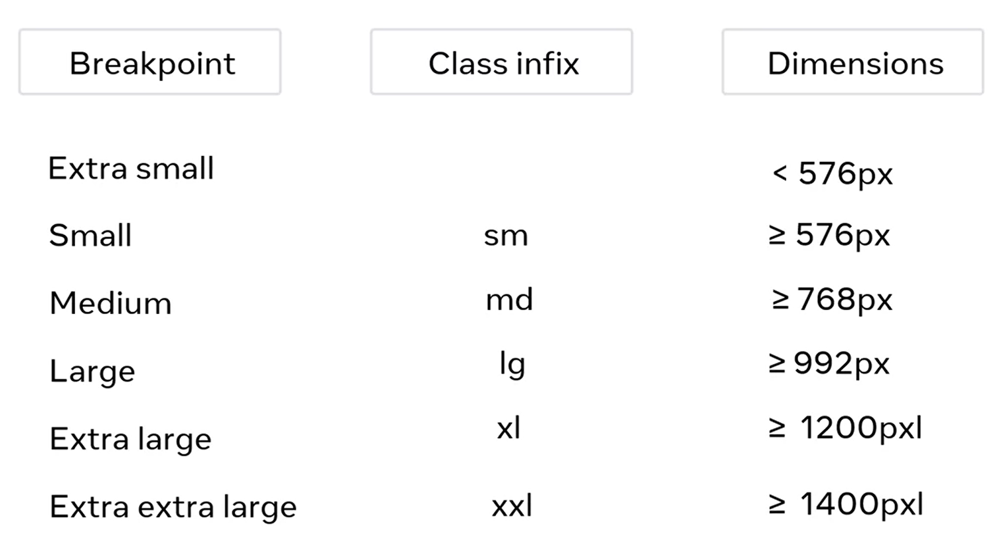 Breakpoint Class infix Dimensions
Extra small < 576px
Small sm ≥ 576px
Medium md ≥ 768px
Large lg ≥ 992px
Extra large xl ≥ 1200pxl
Extra extra large xxl ≥ 1400pxl